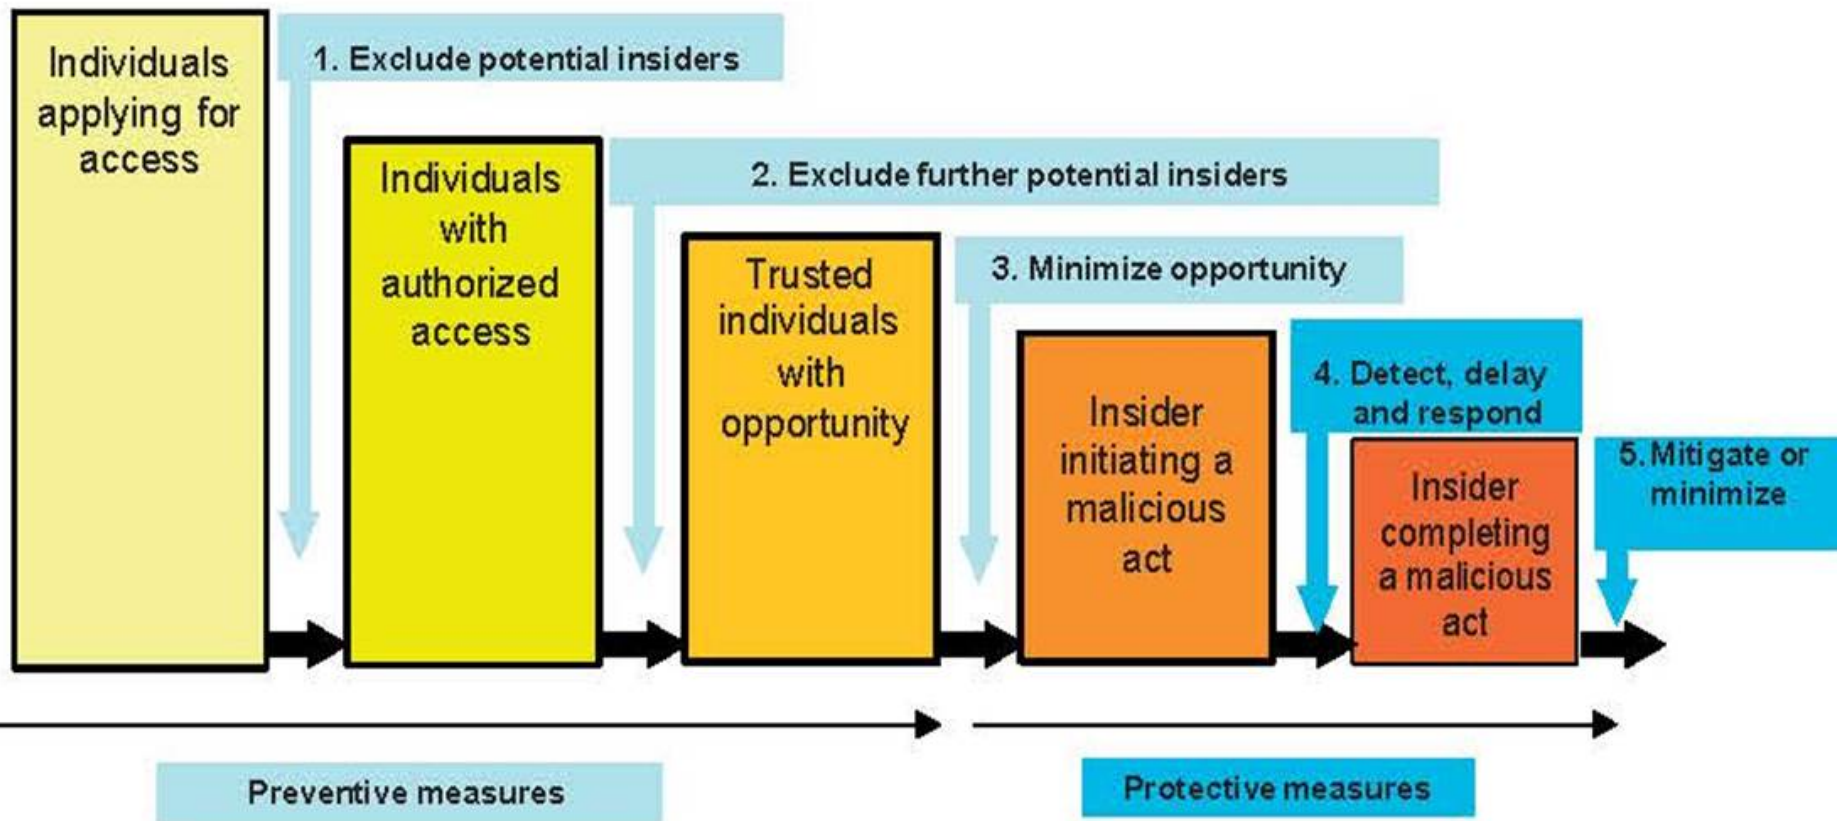 Individuals
applying for
access
1. Exclude potential insiders
Individuals
with
authorized
access
2. Exclude further potential insiders
Trusted
individuals
with
opportunity
3. Minimize opportunity
Insider
initiating a
malicious
act
4. Detect, delay
and respond
Insider
completing
a malicious
act
5. Mitigate or
minimize
Preventive measures
Protective measures